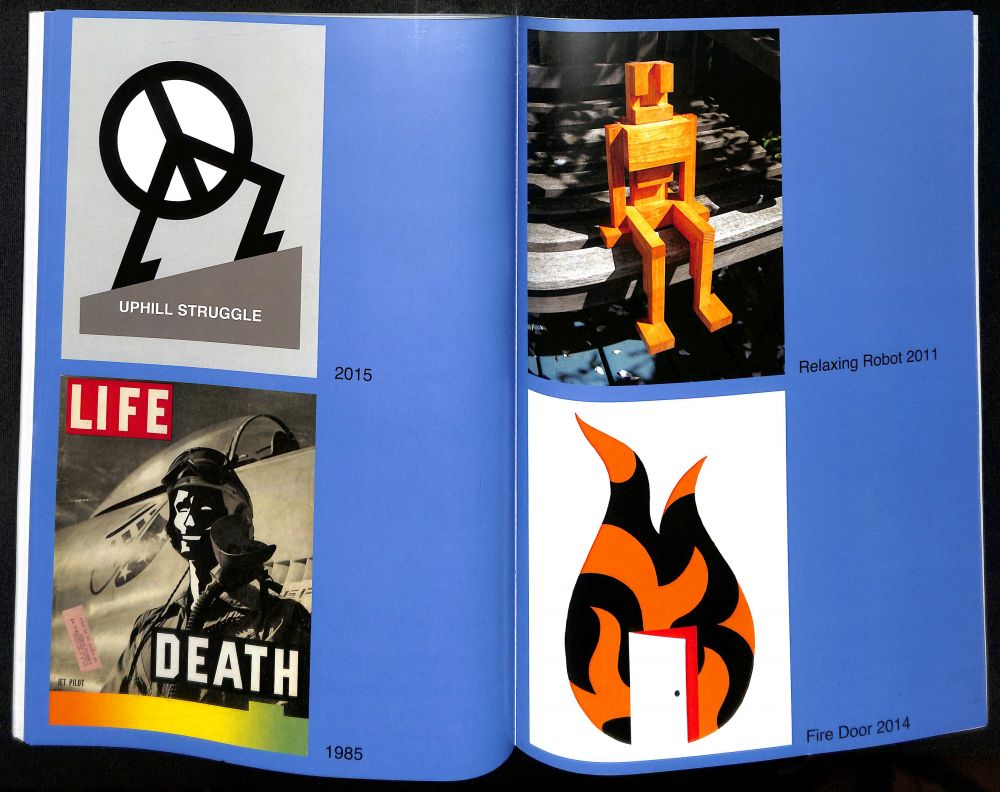 UPHILL STRUGGLE
2015
LIFE
DEATH
JET PILOT
1985
Relaxing Robot 2011
Fire Door 2014